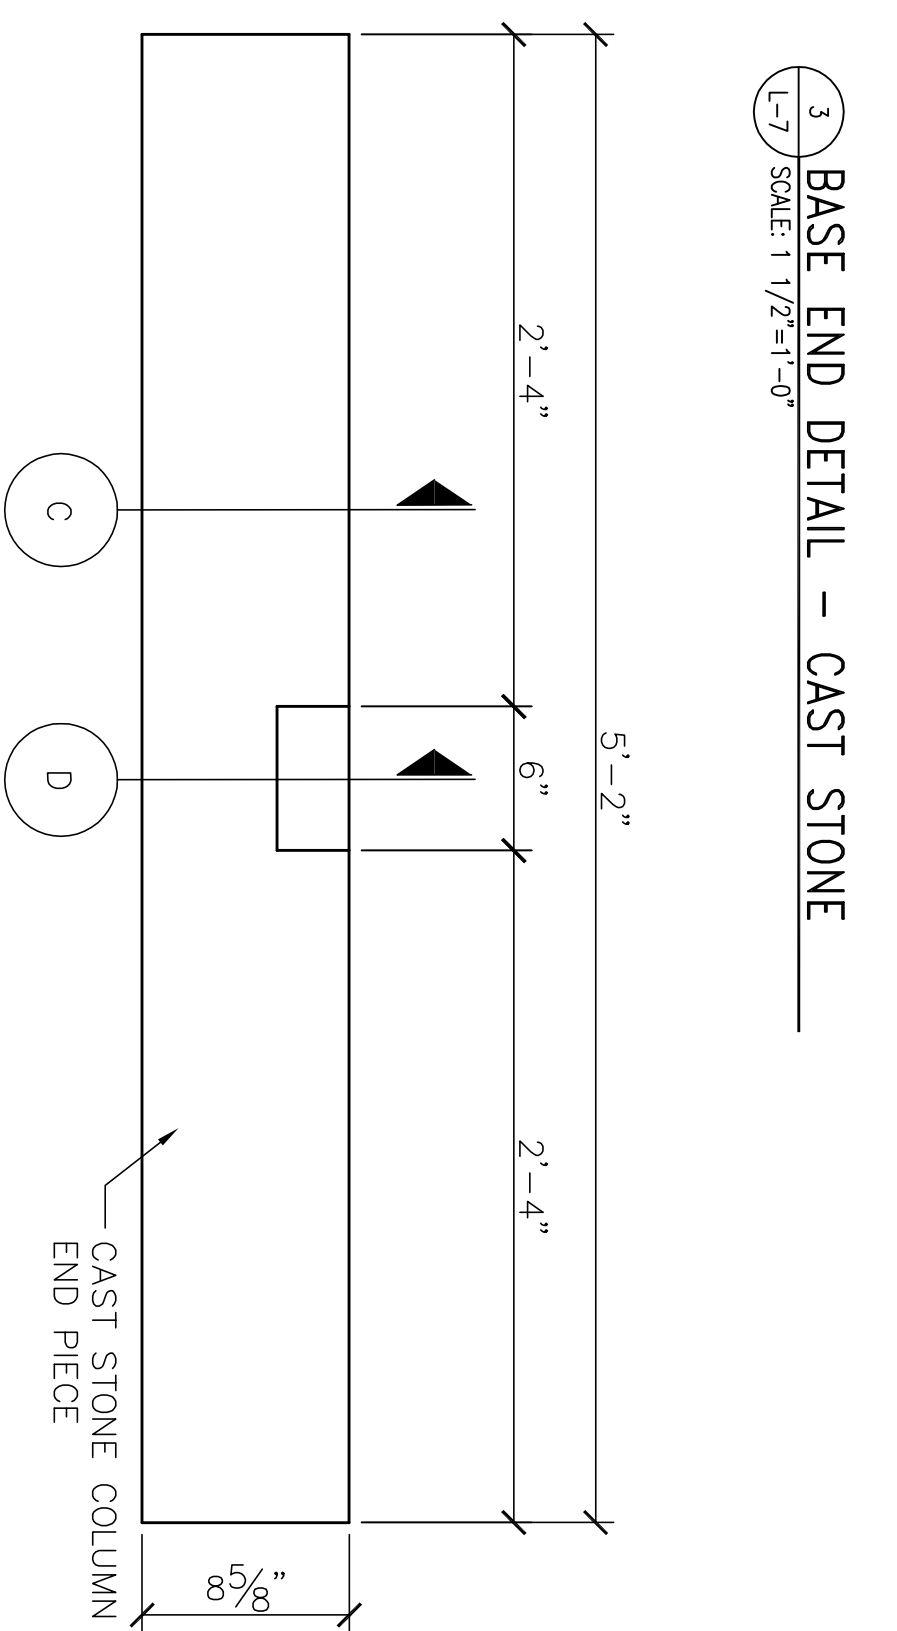 3
L-7
BASE END DETAIL - CAST STONE
SCALE: 1 1/2"=1'-0"
5'-2"
2'-4"
6"
2'-4"
8 5/8"
C
D
CAST STONE COLUMN
END PIECE